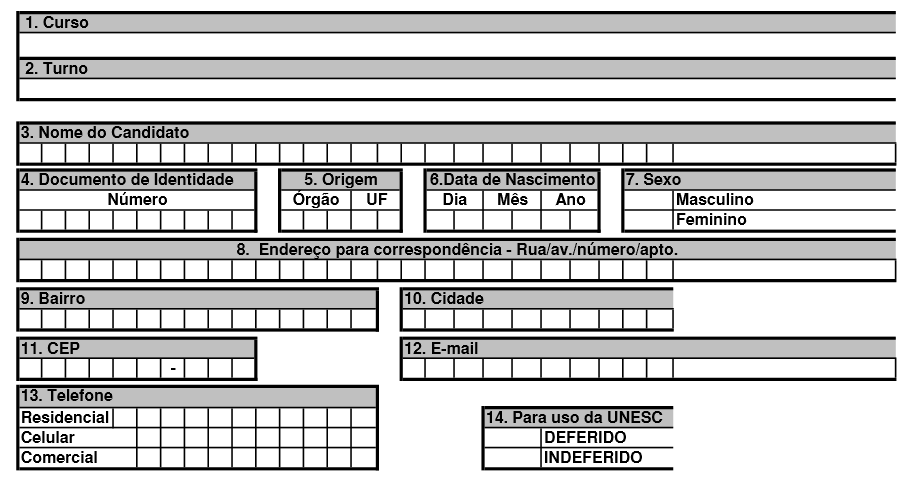 1. Curso
2. Turno
3. Nome do Candidato
4. Documento de Identidade
Número
5. Origem
Órgão UF
6.Data de Nascimento
Dia Mês Ano
7. Sexo
Masculino
Feminino
8. Endereço para correspondência - Rua/av./número/apto.
9. Bairro
10. Cidade
11. CEP
-
12. E-mail
13. Telefone
Residencial
Celular
Comercial
14. Para uso da UNESC
DEFERIDO
INDEFERIDO